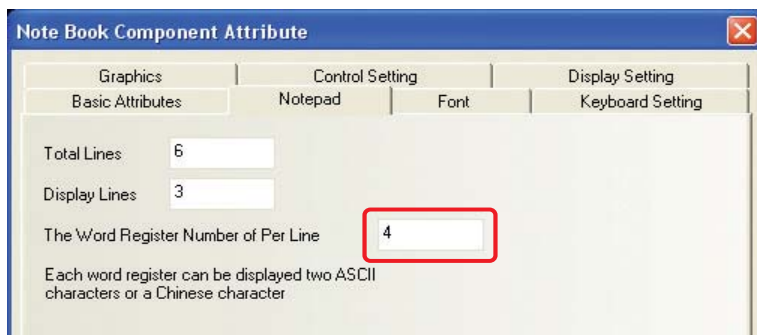 Note Book Component Attribute
Graphics Control Setting Display Setting
Basic Attributes Notepad Font Keyboard Setting
Total Lines 6
Display Lines 3
The Word Register Number of Per Line 4
Each word register can be displayed two ASCII
characters or a Chinese character